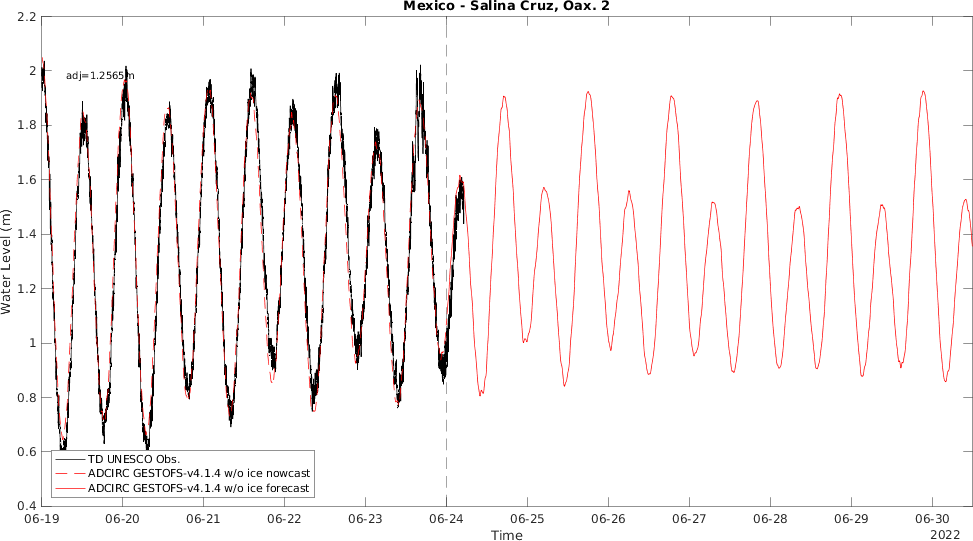 Mexico - Salina Cruz, Oax. 2
2.2
2
1.8
1.6
1.4
1.2
1
0.8
0.6
0.4
Water Level (m)
adj=1.2565m
TD UNESCO Obs.
ADCIRC GESTOFS-v4.1.4 w/o ice nowcast
ADCIRC GESTOFS-v4.1.4 w/o ice forecast
06-19 06-20 06-21 06-22 06-23 06-24 06-25 06-26 06-27 06-28 06-29 06-30
Time
2022